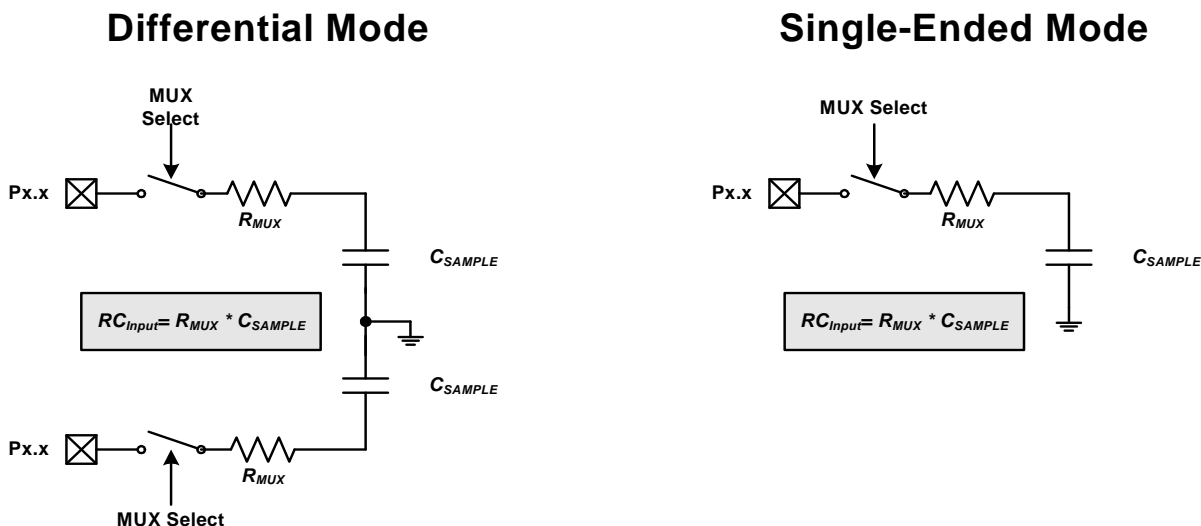 Differential Mode
MUX
Select
Px.x
RMUX
CSAMPLE
RCInput= RMUX * CSAMPLE
CSAMPLE
Px.x
RMUX
MUX Select
Single-Ended Mode
MUX Select
Px.x
RMUX
CSAMPLE
RCInput= RMUX * CSAMPLE